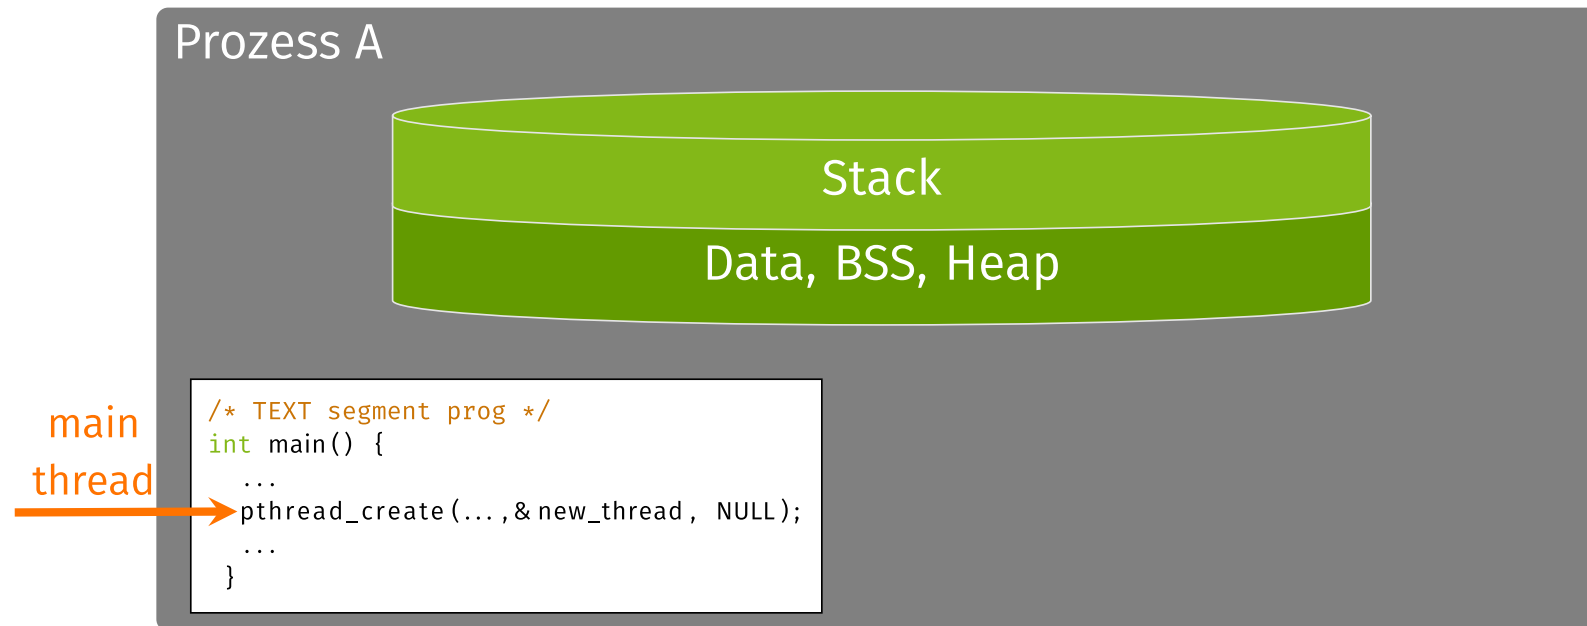 Prozess A
Stack
Data, BSS, Heap
main
thread
/* TEXT segment prog */
int main() {
...
pthread_create(...,& new_thread, NULL);
...
}